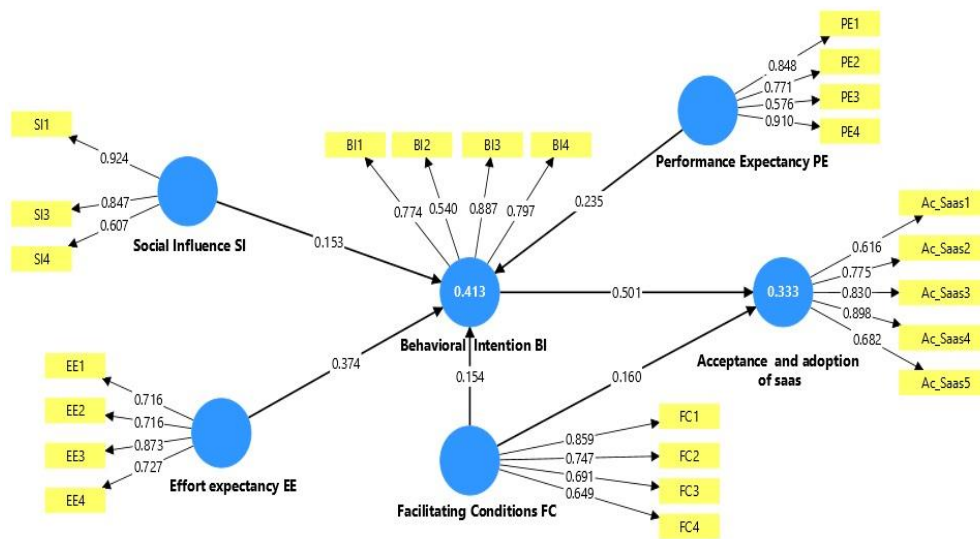 PE1
0.848
PE2
0.771
PE3
0.576
PE4
0.910
Performance Expectancy PE
SI1
0.924
SI3
0.847
0.607
SI4
Social Influence SI
BI1
BI2
BI3
BI4
0.774
0.540
0.887
0.797
0.235
0.153
0.413
Behavioral Intention BI
0.501
Ac_Saas1
0.616
Ac_Saas2
0.775
0.333
0.830
Ac_Saas3
0.898
Ac_Saas4
0.682
Ac_Saas5
Acceptance and adoption
of saas
0.374
0.154
0.160
EE1
0.716
EE2
0.716
EE3
0.873
0.727
EE4
Effort expectancy EE
FC1
0.859
FC2
0.747
0.691
FC3
0.649
FC4
Facilitating Conditions FC